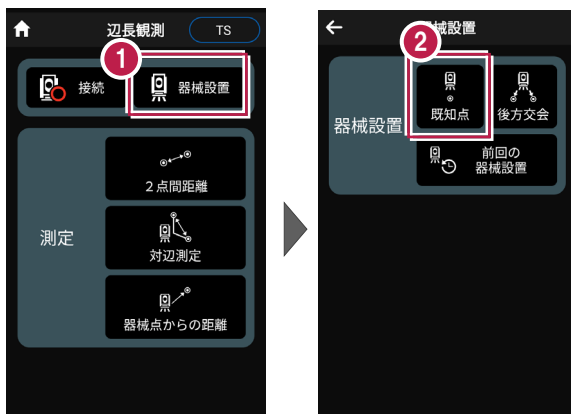 辺長観測
TS
1
接続
器械設置
測定
2点間距離
対辺測定
器械点からの距離
2
器械設置
器械設置
既知点
後方交会
前回の
器械設置